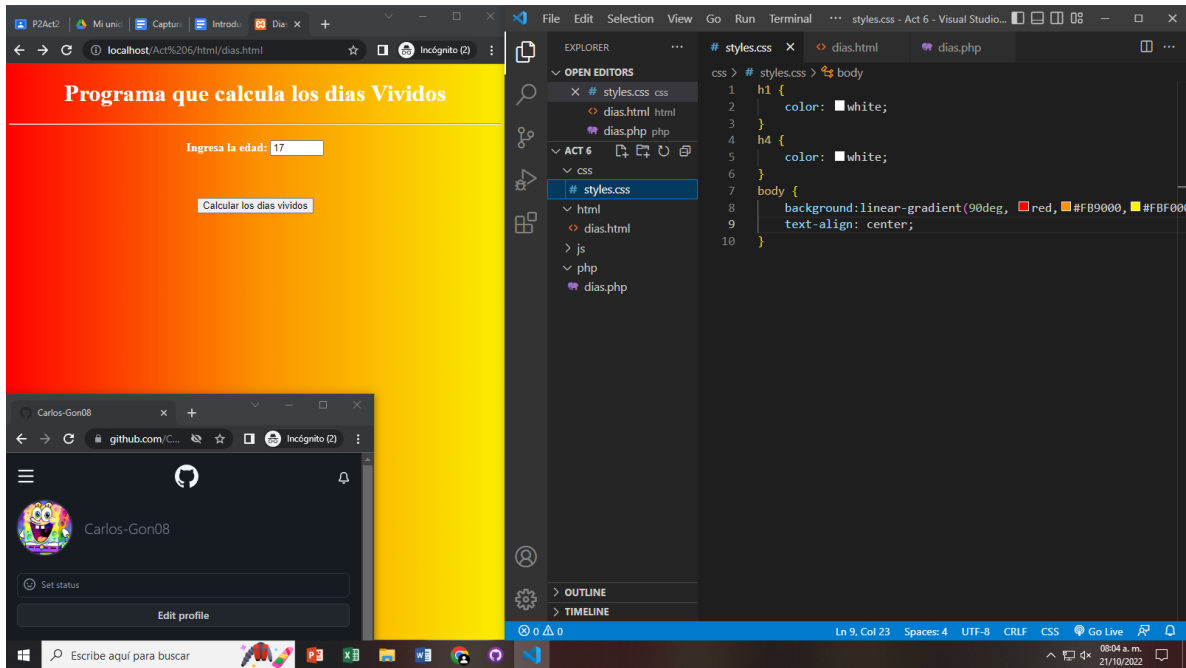 P2Act2
Mi unid
Capture
Introdu
Dias
localhost/Act%206/html/dias.html
Incógnito (2)
Programa que calcula los dias Vividos
Ingresa la edad: 17
Calcular los dias vividos
Carlos-Gon08
github.com/C...
Incógnito (2)
Carlos-Gon08
Set status
Edit profile
File Edit Selection View Go Run Terminal ··· styles.css - Act 6 - Visual Studio...
EXPLORER ···
OPEN EDITORS
# styles.css css
<> dias.html html
dias.php php
ACT 6
css
# styles.css
html
<> dias.html
js
php
dias.php
OUTLINE
TIMELINE
# styles.css
<> dias.html
dias.php
css > # styles.css > body
1 h1 {
2 color: white;
3 }
4 h4 {
5 color: white;
6 }
7 body {
8 background:linear-gradient(90deg, red, #FB9000, #FBF00
9 text-align: center;
10 }
0 0
Ln 9, Col 23 Spaces: 4 UTF-8 CRLF CSS Go Live
Escribe aquí para buscar
08:04 a. m.
21/10/2022